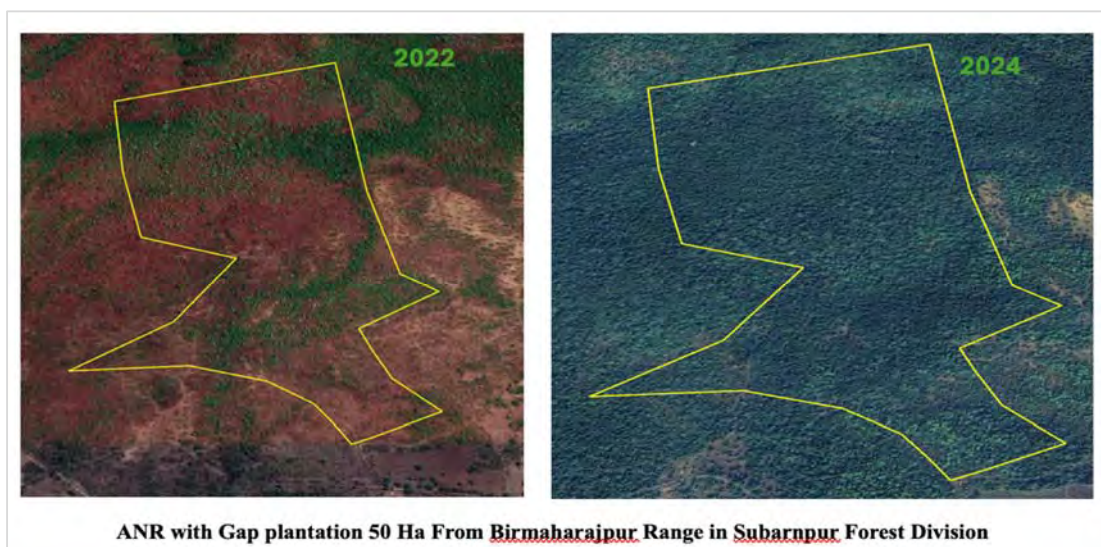 2022
2024
ANR with Gap plantation 50 Ha From Birmaharajpur Range in Subarnpur Forest Division